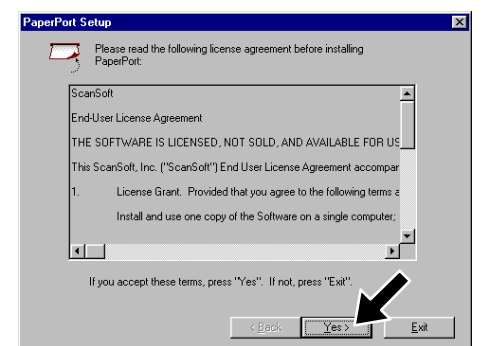 PaperPort Setup
Please read the following license agreement before installing
PaperPort:
ScanSoft
End-User License Agreement
THE SOFTWARE IS LICENSED, NOT SOLD, AND AVAILABLE FOR US
This ScanSoft, Inc. ("ScanSoft") End User License Agreement accompan
1. License Grant. Provided that you agree to the following terms a
Install and use one copy of the Software on a single computer;
If you accept these terms, press "Yes". If not, press "Exit".
< Back Yes > Exit